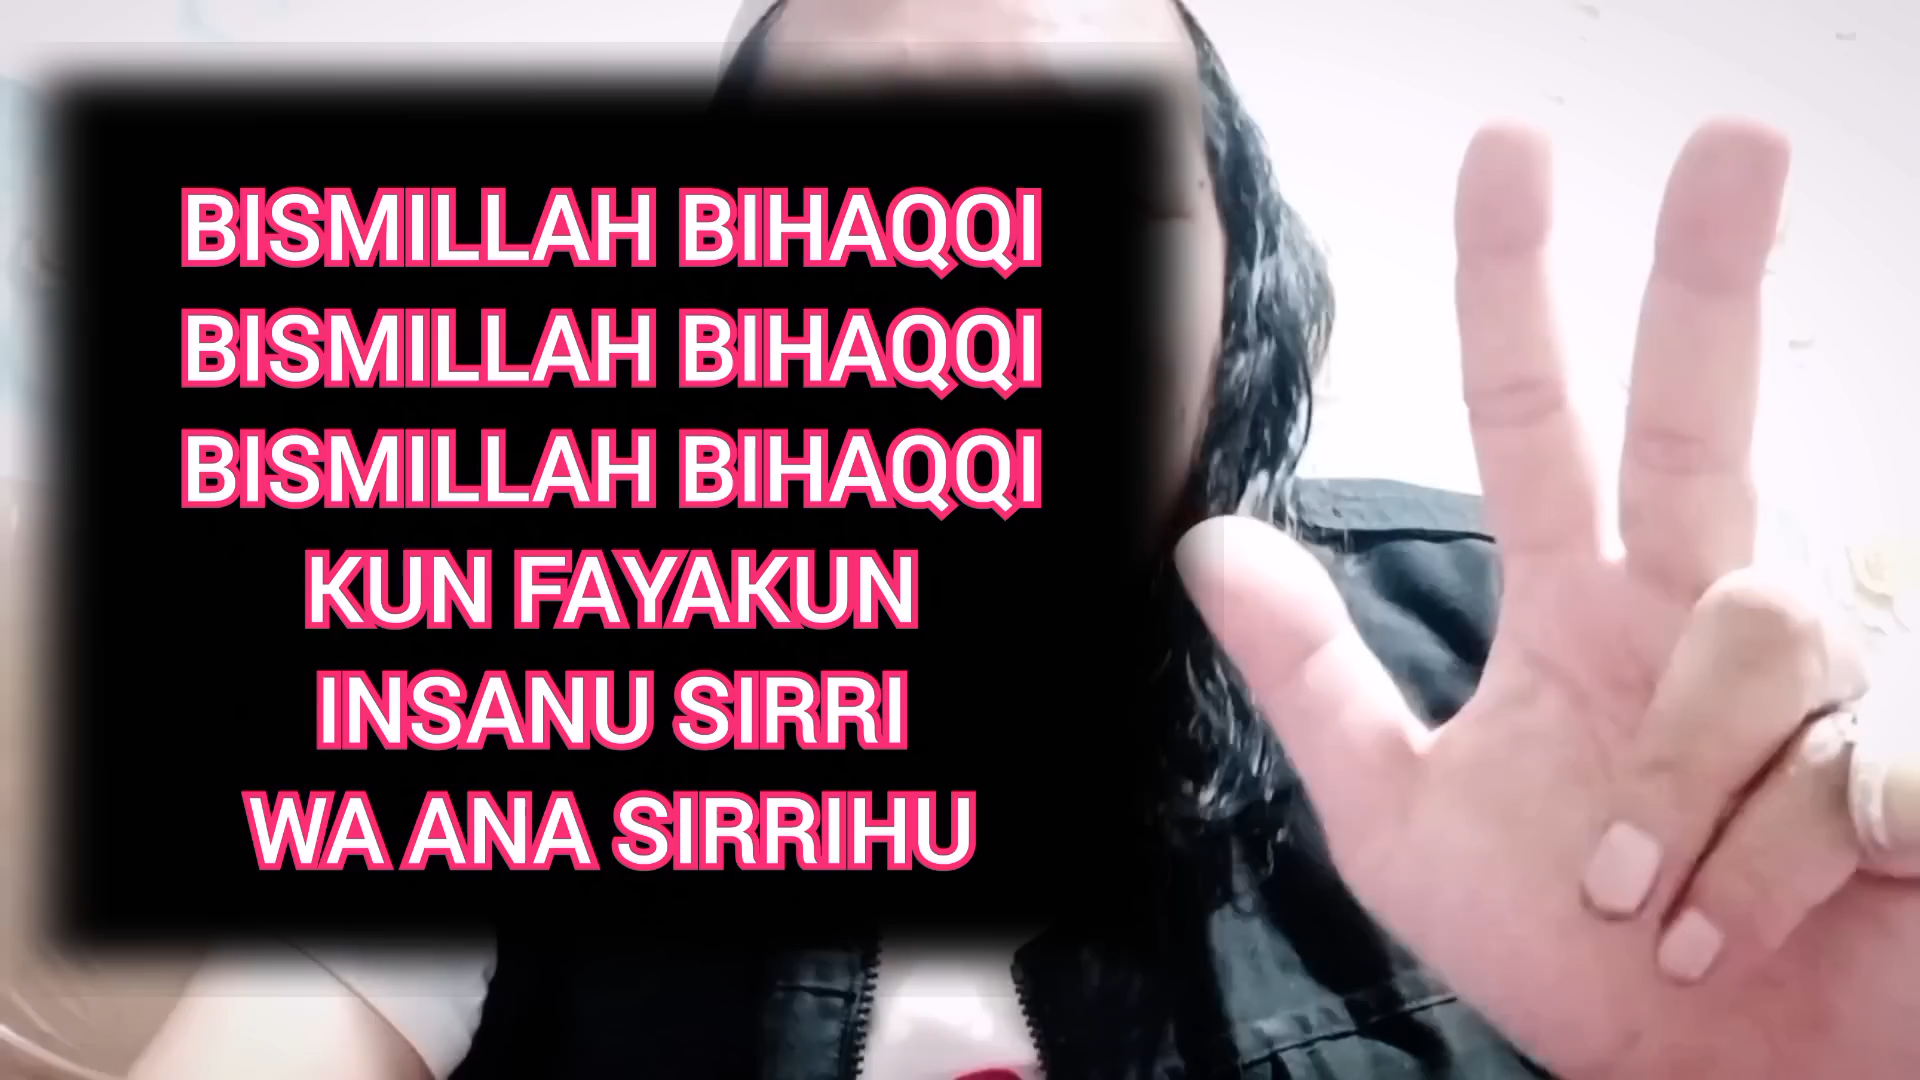 BISMILLAH BIHAQQI
BISMILLAH BIHAQQI
BISMILLAH BIHAQQI
KUN FAYAKUN
INSANU SIRRI
WA ANA SIRRIHU